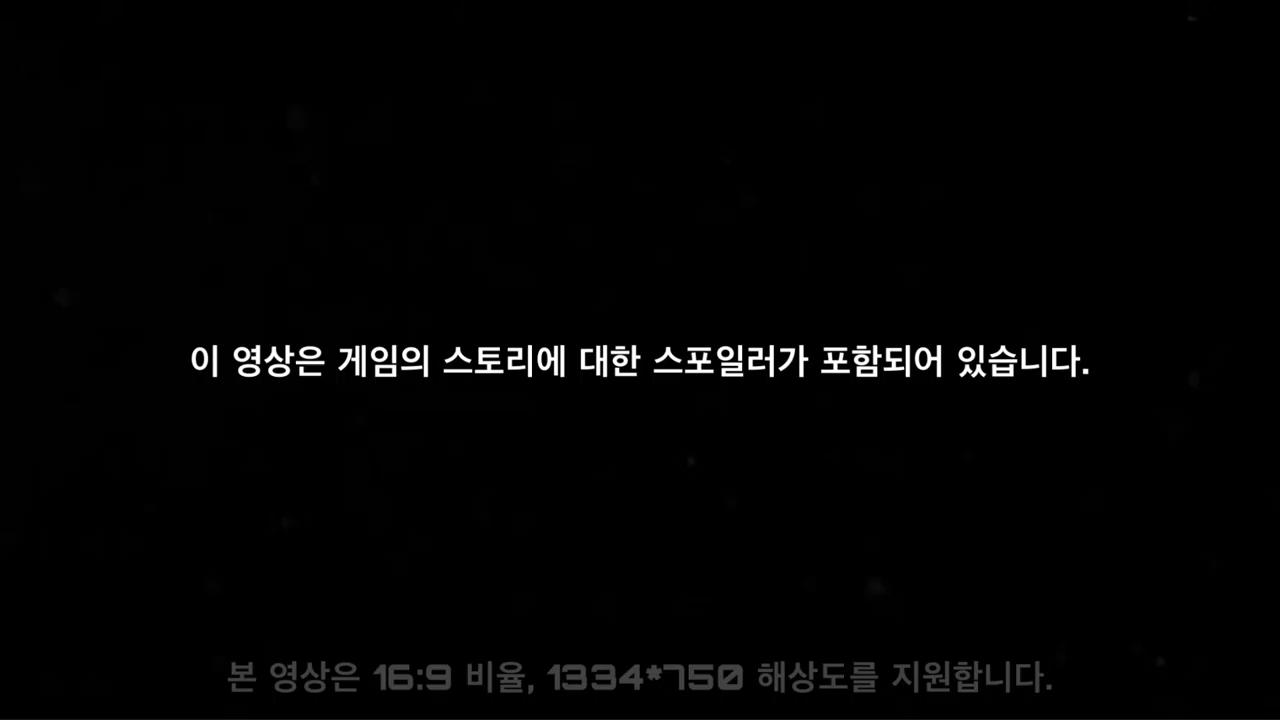 이 영상은 게임의 스토리에 대한 스포일러가 포함되어 있습니다.
본 영상은 16:9 비율, 1334*750 해상도를 지원합니다.